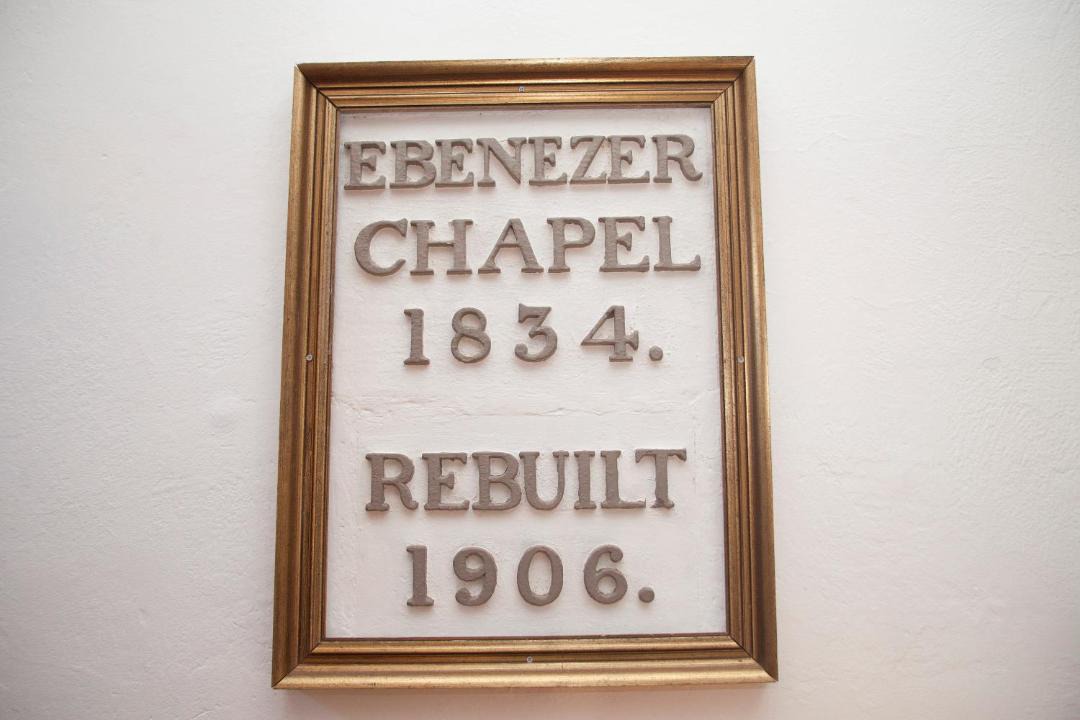 EBENEZER
CHAPEL
1834.
REBUILT
1906.